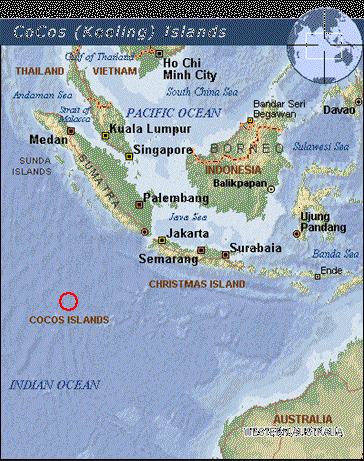 CoCos (Keeling) Islands
Gulf of Thailand
THAILAND
VIETNAM
Ho Chi
Minh City
Andaman Sea
South China Sea
Strait of
Malacca
PACIFIC OCEAN
Bandar Seri
Begawan
Davao
Medan
Kuala Lumpur
Singapore
BORNEO
Sulawesi Sea
SUNDA
ISLANDS
SUMATRA
INDONESIA
Balikpapan
Palembang
Java Sea
Ujung
Pandang
Jakarta
Semarang
Surabaia
Banda Sea
Ende
CHRISTMAS ISLAND
COCOS ISLANDS
INDIAN OCEAN
AUSTRALIA
WESTERN AUSTRALIA